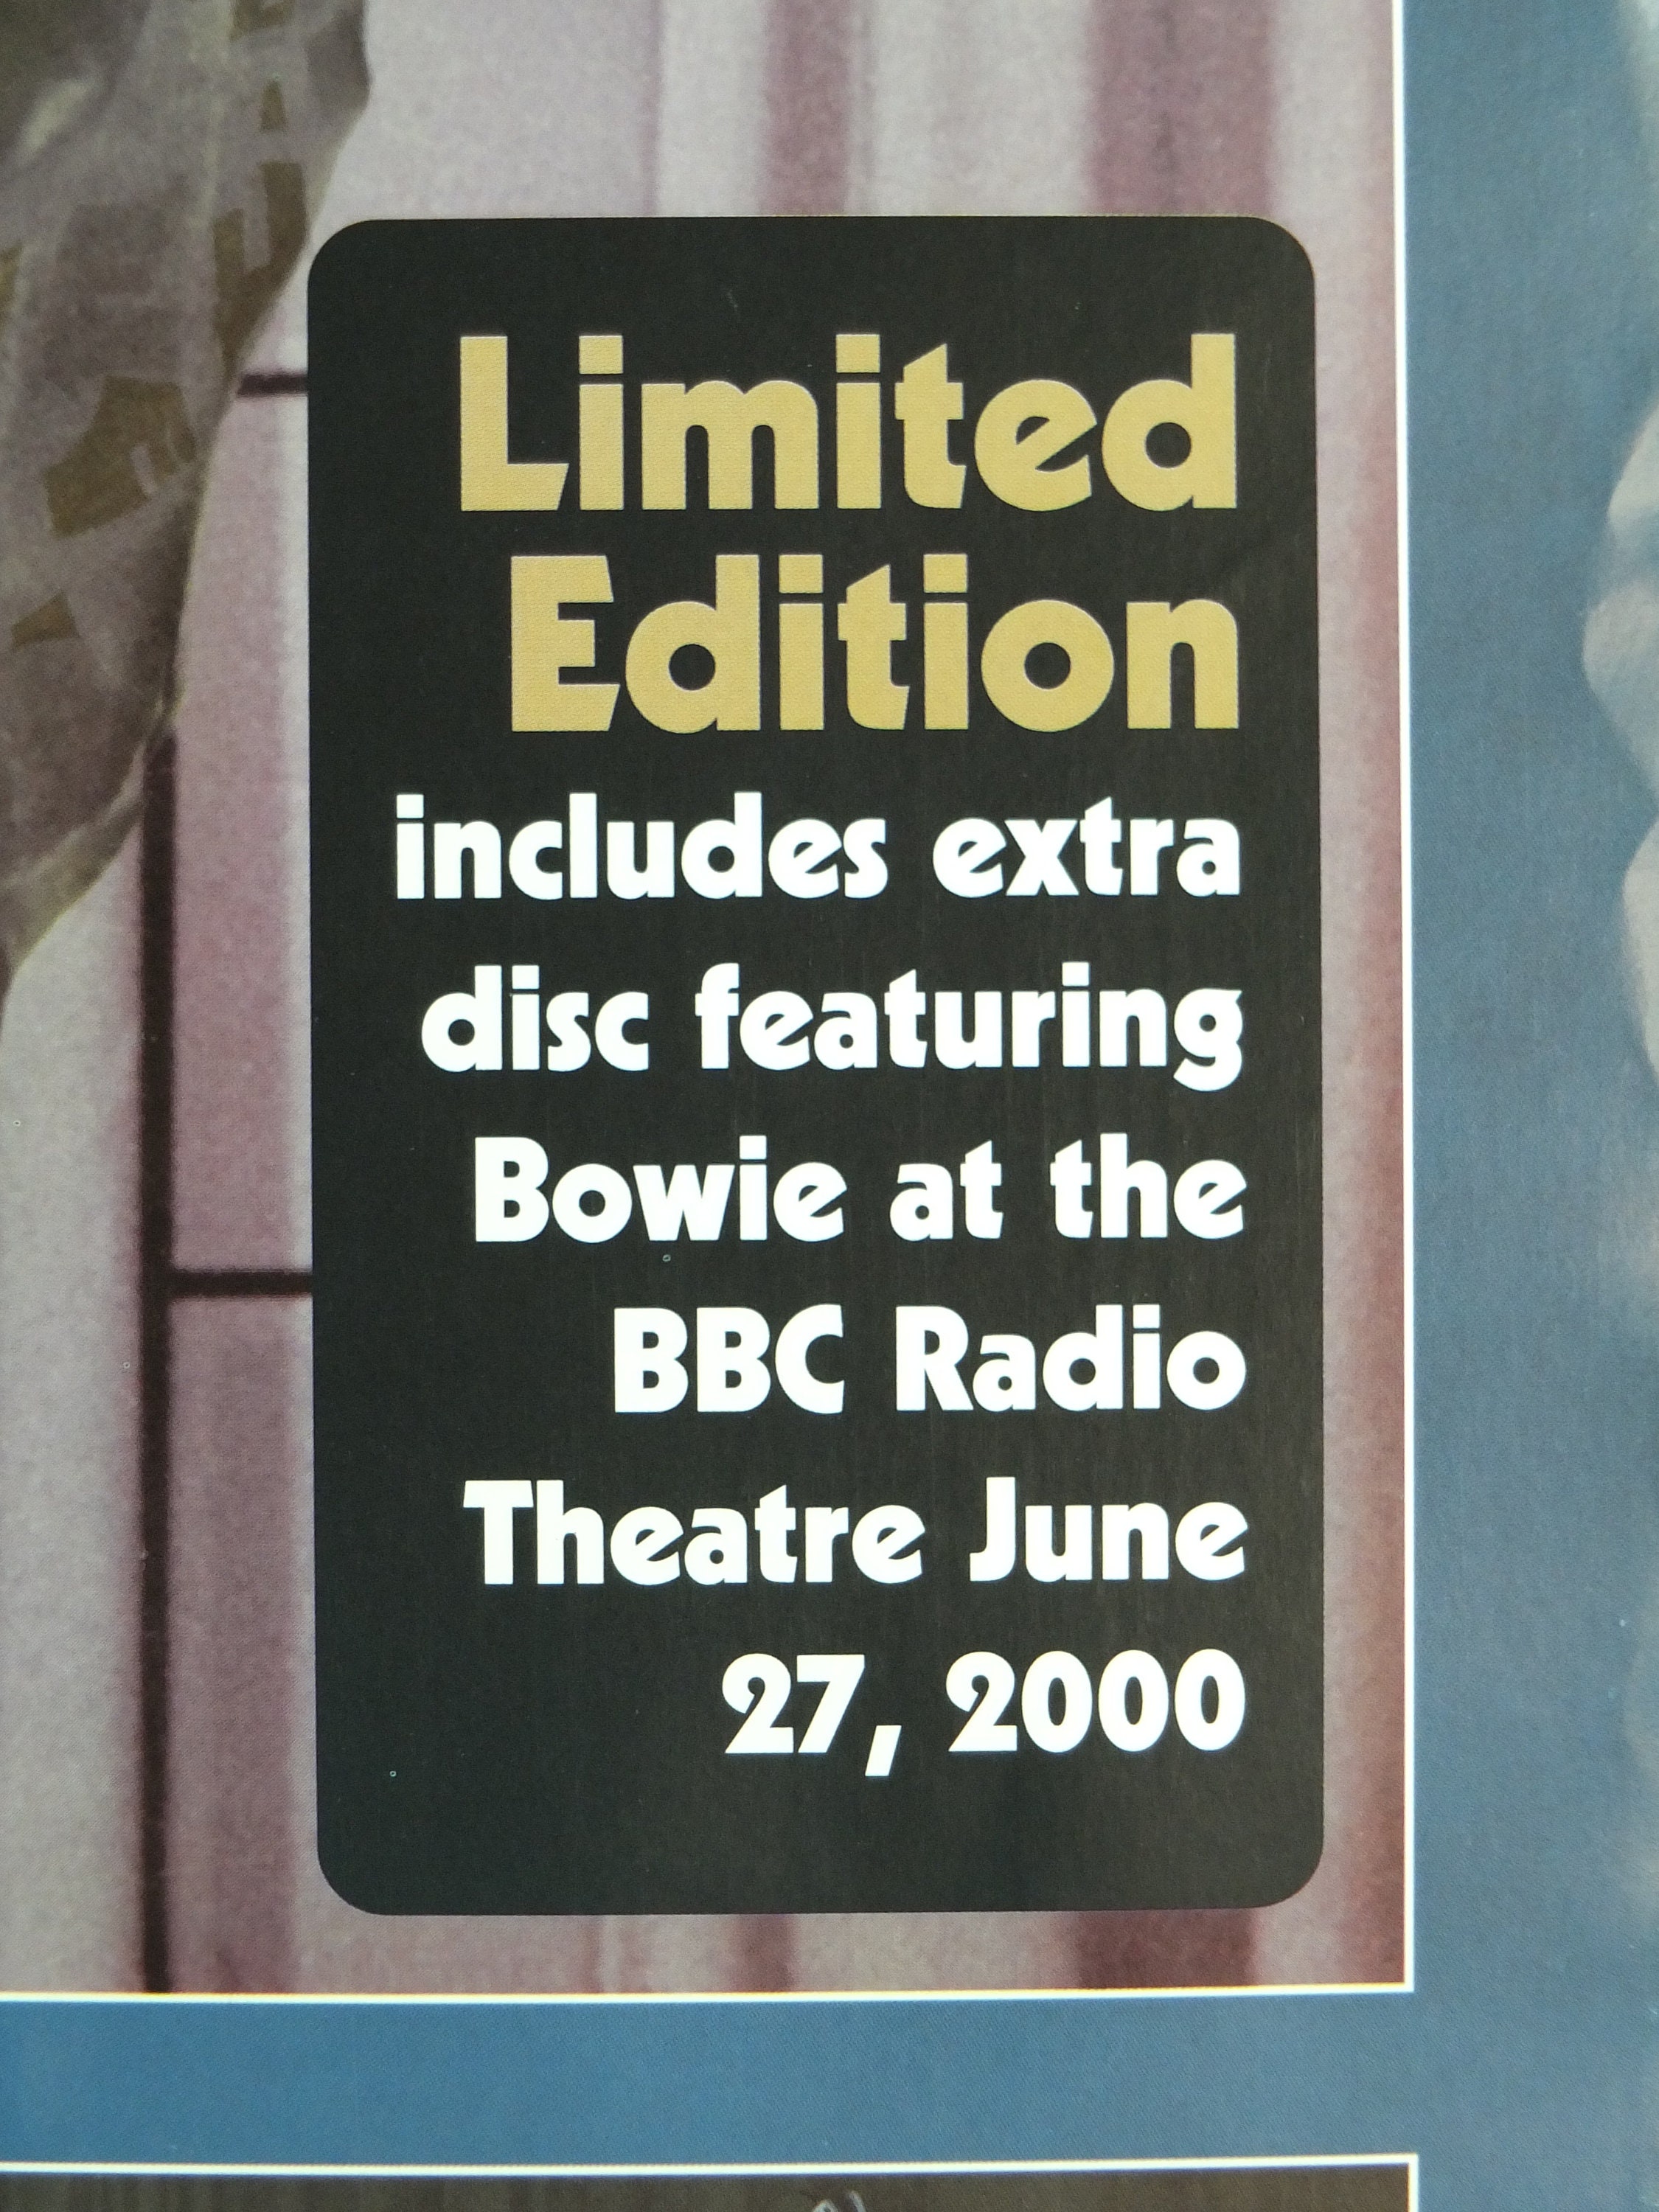 Limited
Edition
includes extra
disc featuring
Bowie at the
BBC Radio
Theatre June
27, 2000